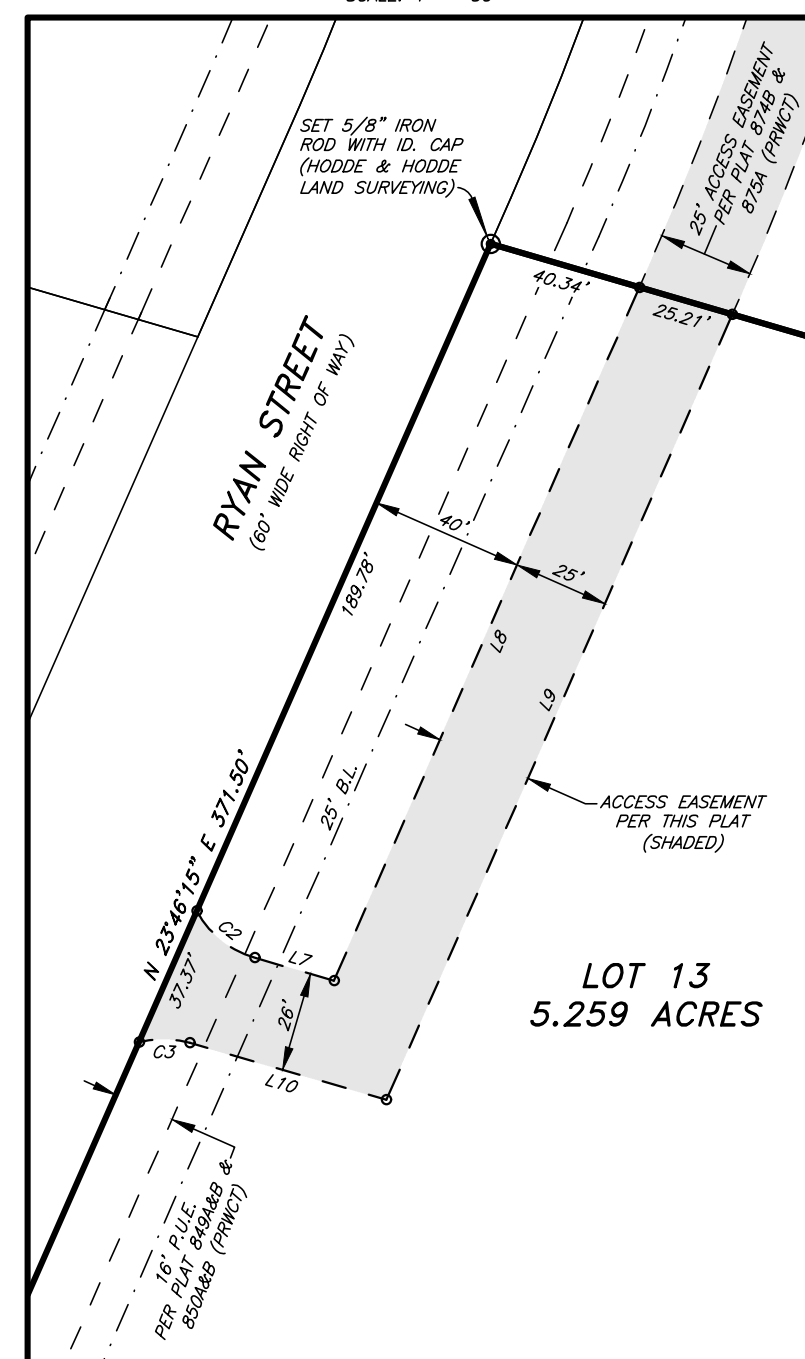 SET 5/8" IRON
ROD WITH ID. CAP
(HODDE & HODDE
LAND SURVEYING)
25' ACCESS EASEMENT
PER PLAT 874B &
875A (PRWCT)
40.34'
25.21'
RYAN STREET
(60' WIDE RIGHT OF WAY)
40'
25'
189.78'
L8
L9
25' B.L.
ACCESS EASEMENT
PER THIS PLAT
(SHADED)
N 23°46'15" E 371.50'
37.37'
C2
L7
26'
C3
L10
LOT 13
5.259 ACRES
16' P.U.E.
PER PLAT 849A&B &
850A&B (PRWCT)